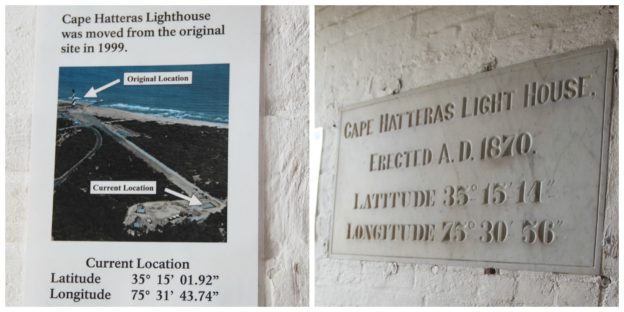 Cape Hatteras Lighthouse
was moved from the original
site in 1999.
Original Location
Current Location
Current Location
Latitude 35° 15’ 01.92”
Longitude 75° 31’ 43.74”
CAPE HATTERAS LIGHT HOUSE.
ERECTED A.D. 1870.
LATITUDE 35° 15′ 14″
LONGITUDE 75° 30′ 56″